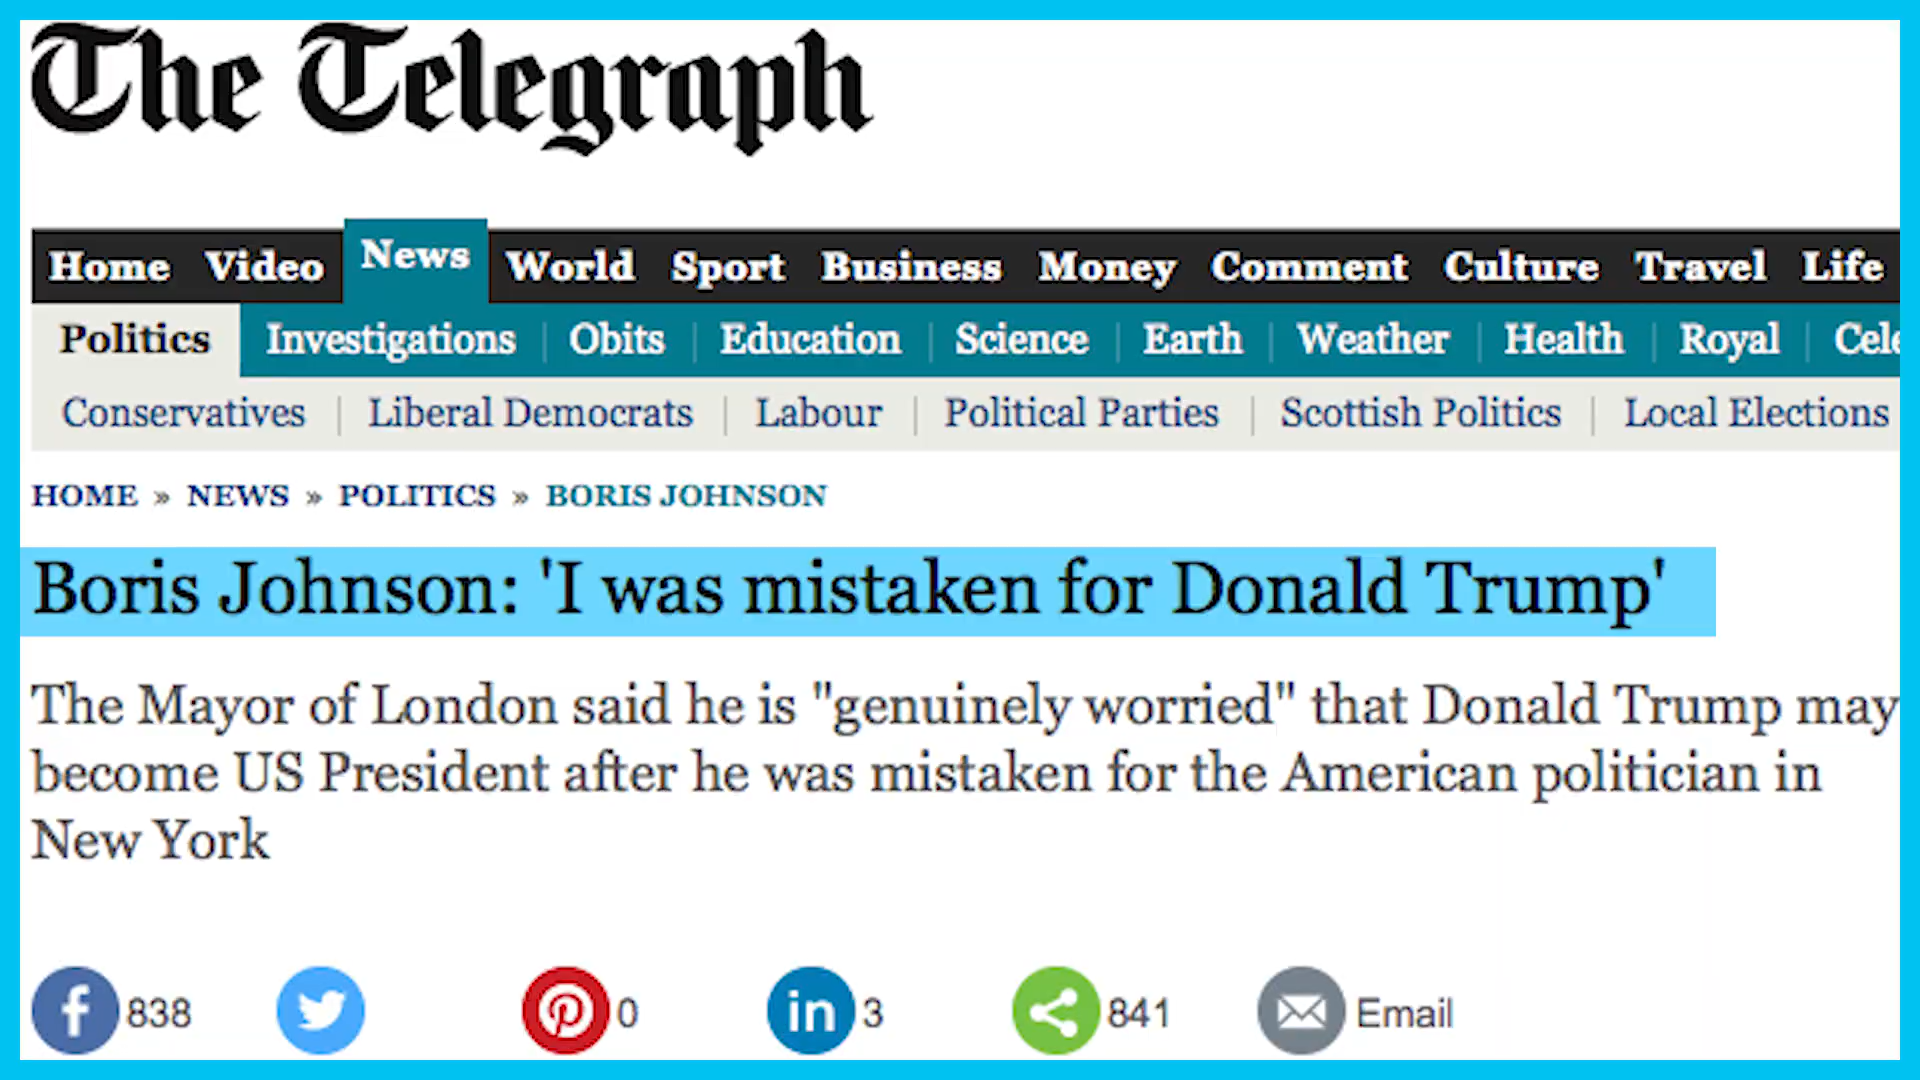 The Telegraph
Home Video News World Sport Business Money Comment Culture Travel Life
Politics Investigations Obits Education Science Earth Weather Health Royal Cele
Conservatives Liberal Democrats Labour Political Parties Scottish Politics Local Elections
HOME » NEWS » POLITICS » BORIS JOHNSON
Boris Johnson: 'I was mistaken for Donald Trump'
The Mayor of London said he is "genuinely worried" that Donald Trump may
become US President after he was mistaken for the American politician in
New York
f 838 0 in 3 841 Email